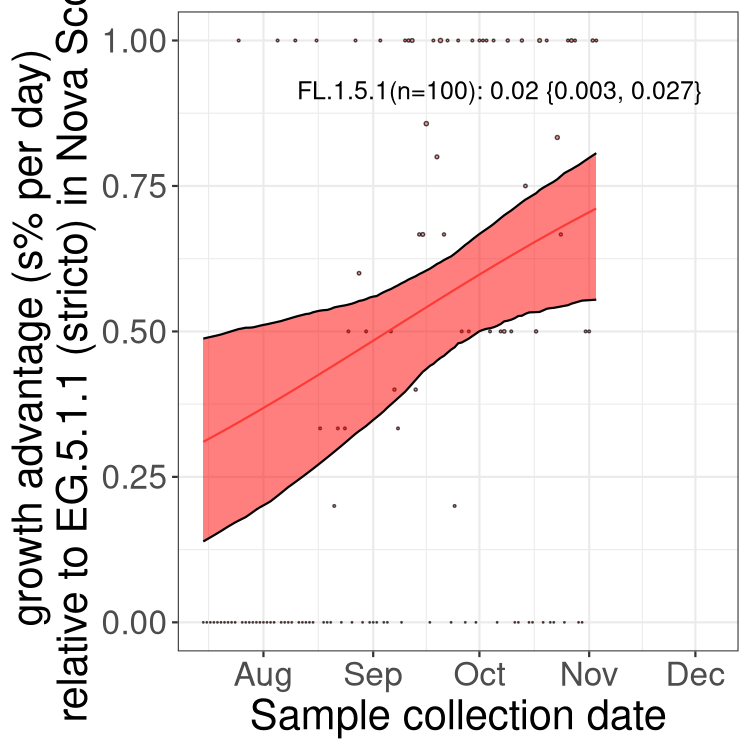 growth advantage (s% per day)
relative to EG.5.1.1 (stricto) in Nova Sco
1.00
0.75
0.50
0.25
0.00
FL.1.5.1(n=100): 0.02 {0.003, 0.027}
Aug Sep Oct Nov Dec
Sample collection date